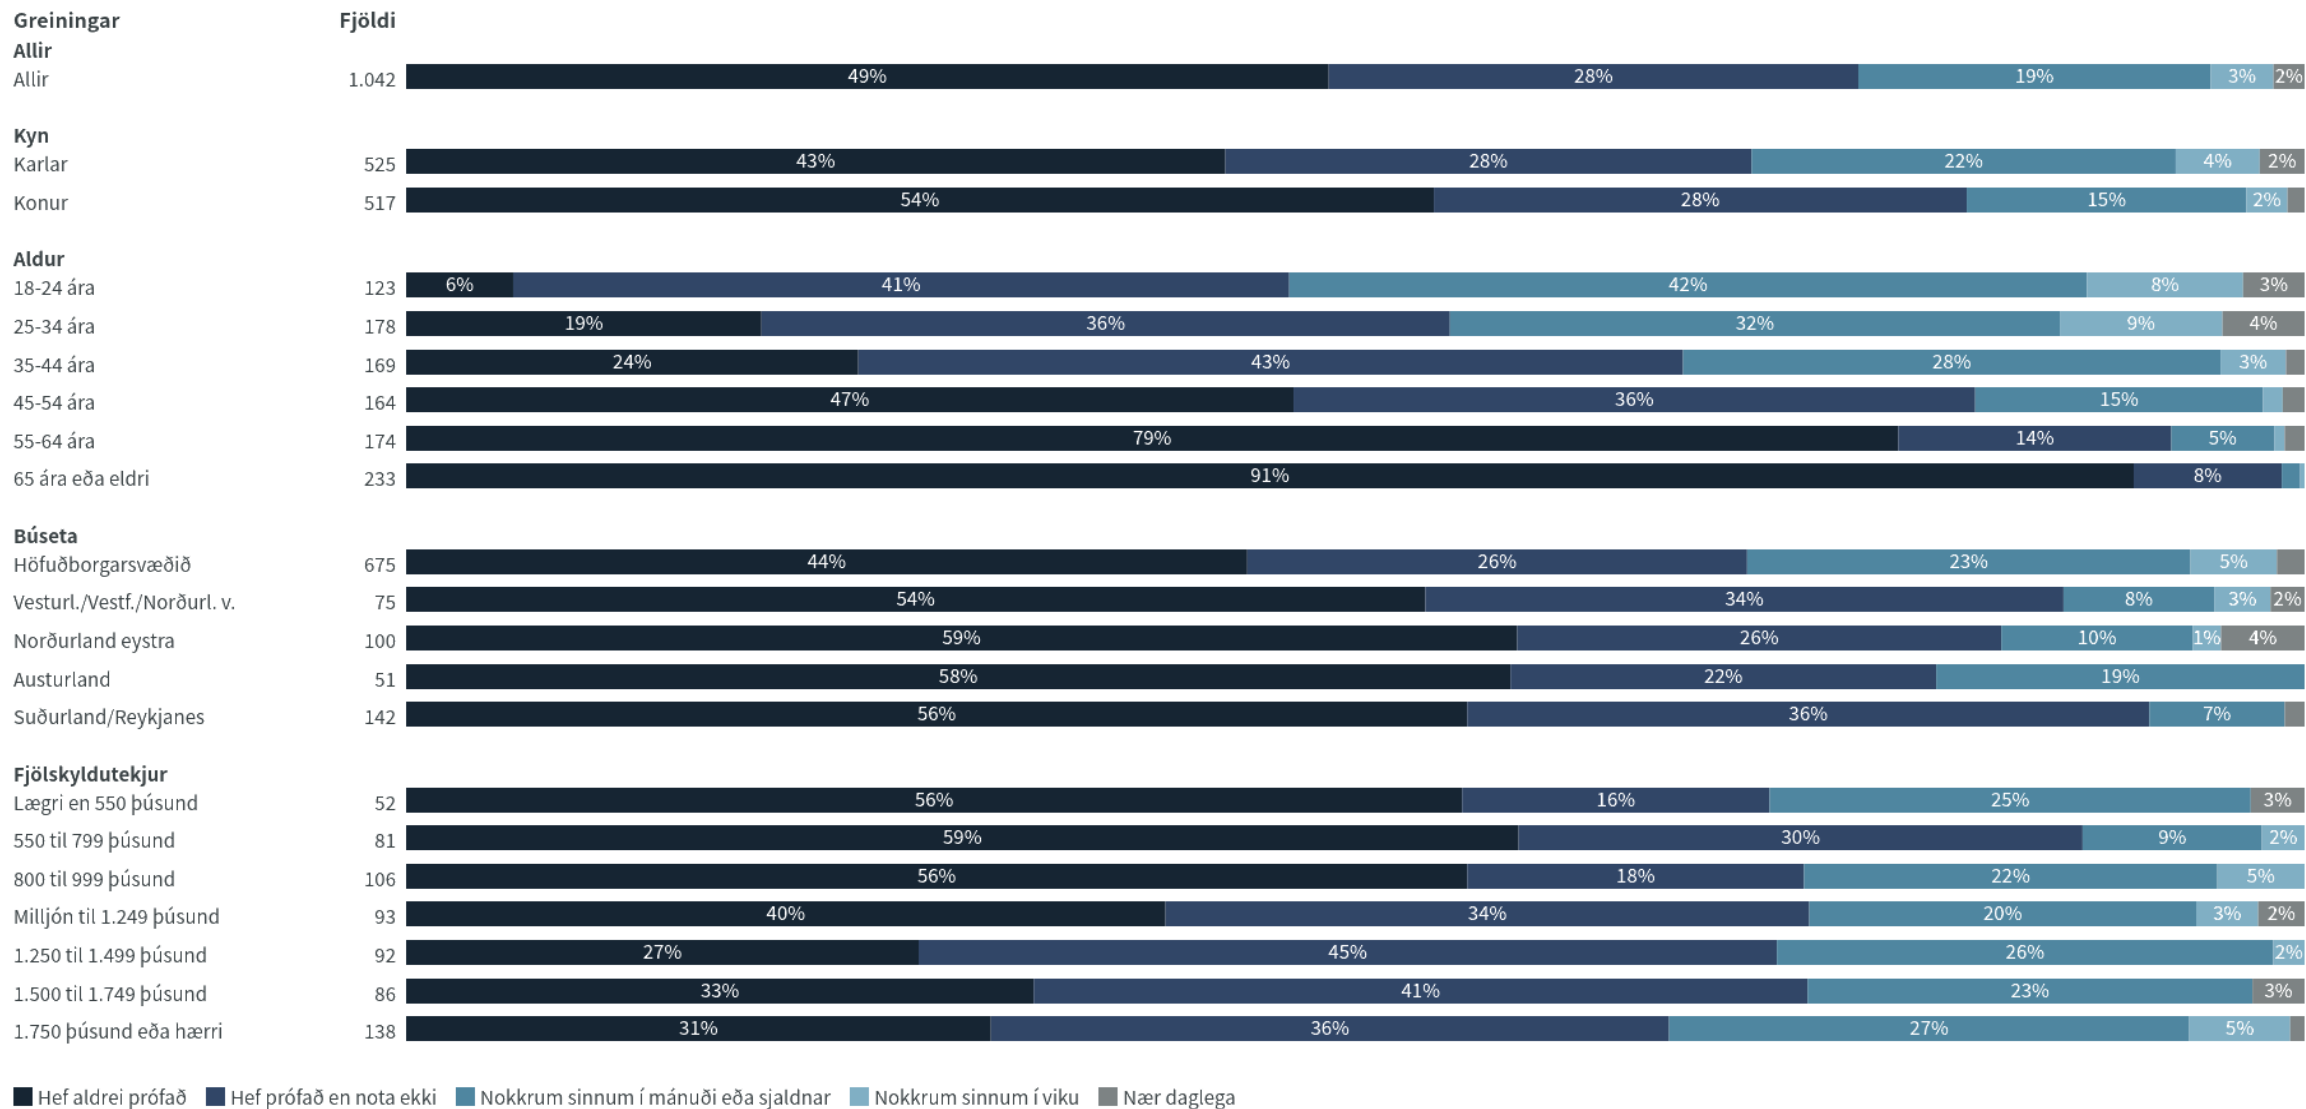 Greiningar Fjöldi
Allir
Allir 1.042 49% 28% 19% 3% 2%
Kyn
Karlar 525 43% 28% 22% 4% 2%
Konur 517 54% 28% 15% 2%
Aldur
18-24 ára 123 6% 41% 42% 8% 3%
25-34 ára 178 19% 36% 32% 9% 4%
35-44 ára 169 24% 43% 28% 3%
45-54 ára 164 47% 36% 15%
55-64 ára 174 79% 14% 5%
65 ára eða eldri 233 91% 8%
Búseta
Höfuðborgarsvæðið 675 44% 26% 23% 5%
Vesturl./Vestf./Norðurl. v. 75 54% 34% 8% 3% 2%
Norðurland eystra 100 59% 26% 10% 1% 4%
Austurland 51 58% 22% 19%
Suðurland/Reykjanes 142 56% 36% 7%
Fjölskyldutekjur
Lægri en 550 þúsund 52 56% 16% 25% 3%
550 til 799 þúsund 81 59% 30% 9% 2%
800 til 999 þúsund 106 56% 18% 22% 5%
Milljón til 1.249 þúsund 93 40% 34% 20% 3% 2%
1.250 til 1.499 þúsund 92 27% 45% 26% 2%
1.500 til 1.749 þúsund 86 33% 41% 23% 3%
1.750 þúsund eða hærri 138 31% 36% 27% 5%
Hef aldrei prófað Hef prófað en nota ekki Nokkrum sinnum í mánuði eða sjaldnar Nokkrum sinnum í viku Nær daglega